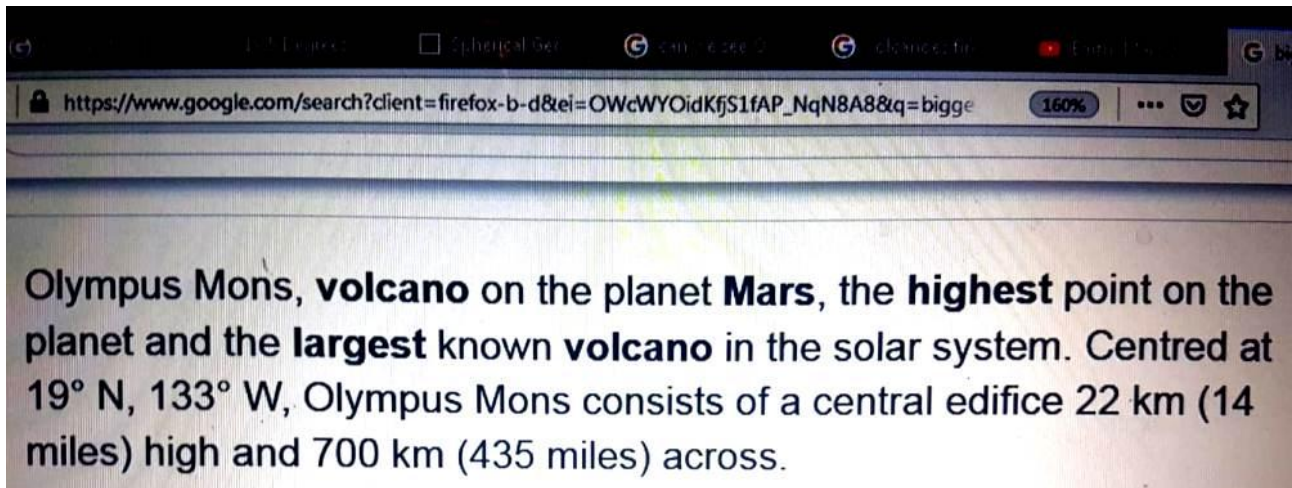 Spherical Geo
https://www.google.com/search?client=firefox-b-d&ei=OWcWYOidKfjS1fAP_NqN8A8&q=bigge 160%
Olympus Mons, volcano on the planet Mars, the highest point on the
planet and the largest known volcano in the solar system. Centred at
19° N, 133° W, Olympus Mons consists of a central edifice 22 km (14
miles) high and 700 km (435 miles) across.